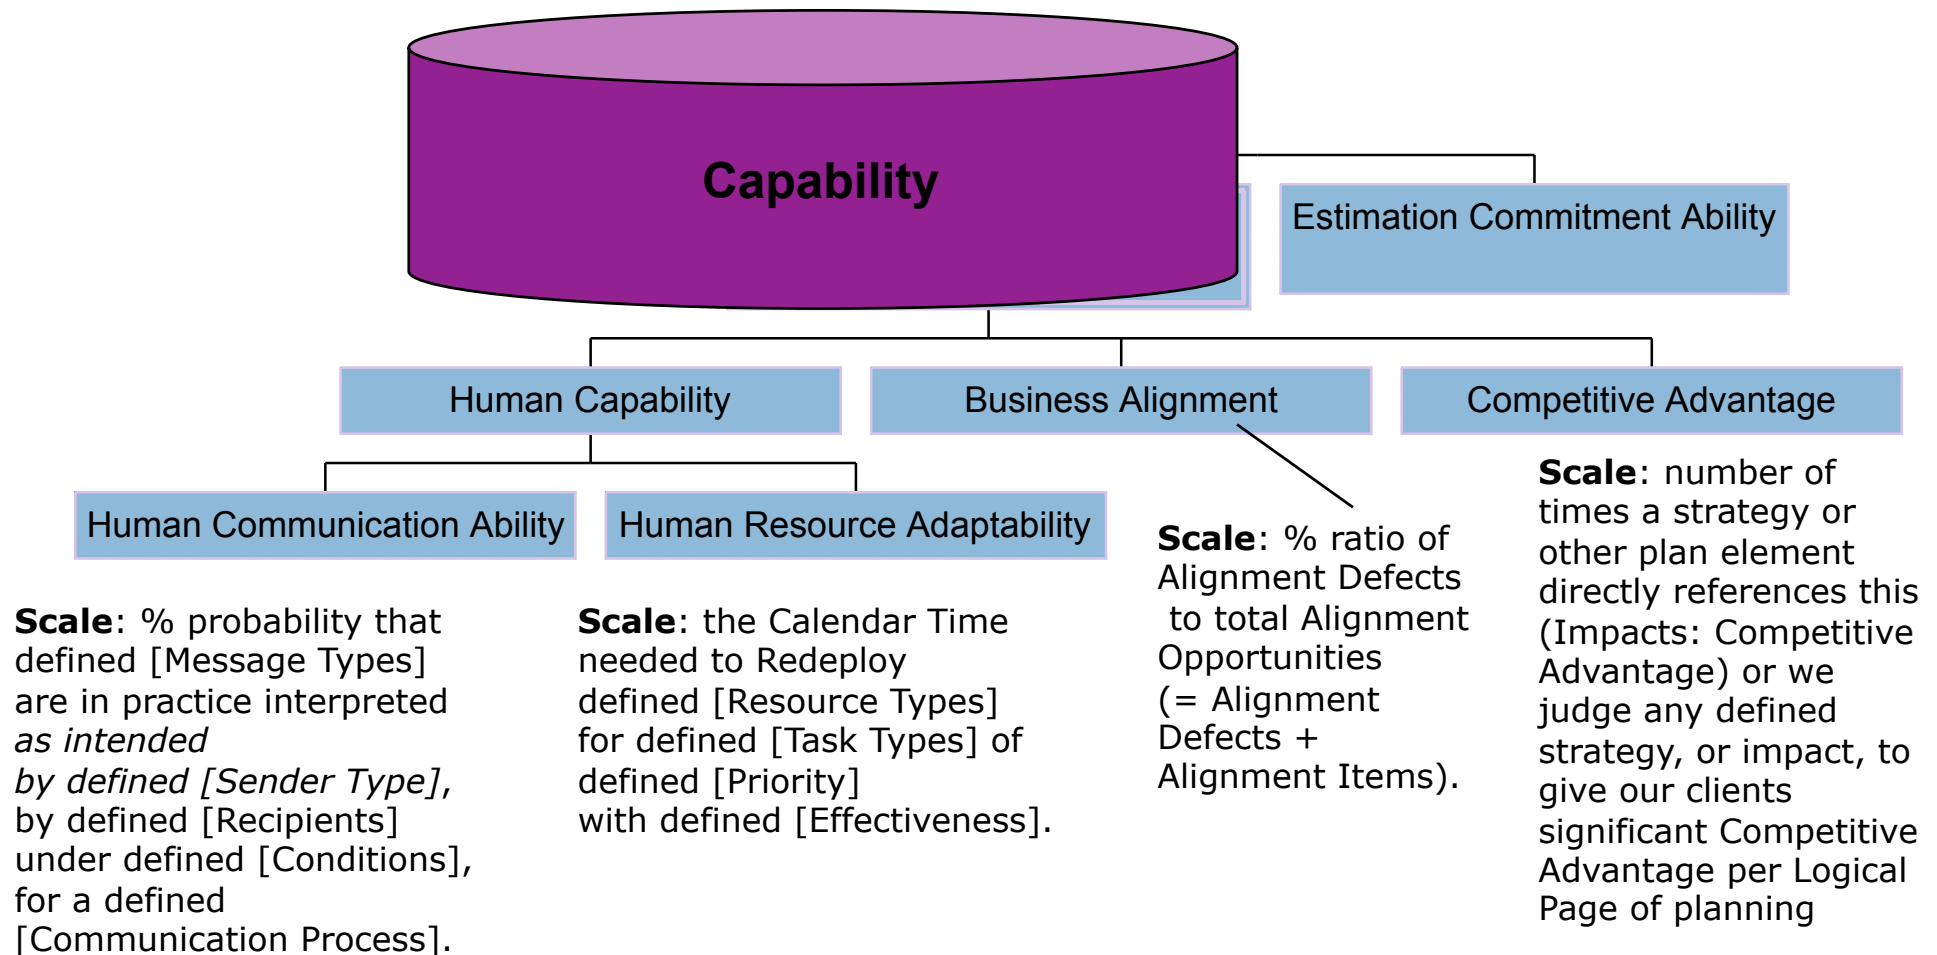 Capability
Estimation Commitment Ability
Human Capability
Business Alignment
Competitive Advantage
Human Communication Ability
Human Resource Adaptability
Scale: % probability that
defined [Message Types]
are in practice interpreted
as intended
by defined [Sender Type],
by defined [Recipients]
under defined [Conditions],
for a defined
[Communication Process].
Scale: the Calendar Time
needed to Redeploy
defined [Resource Types]
for defined [Task Types] of
defined [Priority]
with defined [Effectiveness].
Scale: % ratio of
Alignment Defects
to total Alignment
Opportunities
(= Alignment
Defects +
Alignment Items).
Scale: number of
times a strategy or
other plan element
directly references this
(Impacts: Competitive
Advantage) or we
judge any defined
strategy, or impact, to
give our clients
significant Competitive
Advantage per Logical
Page of planning